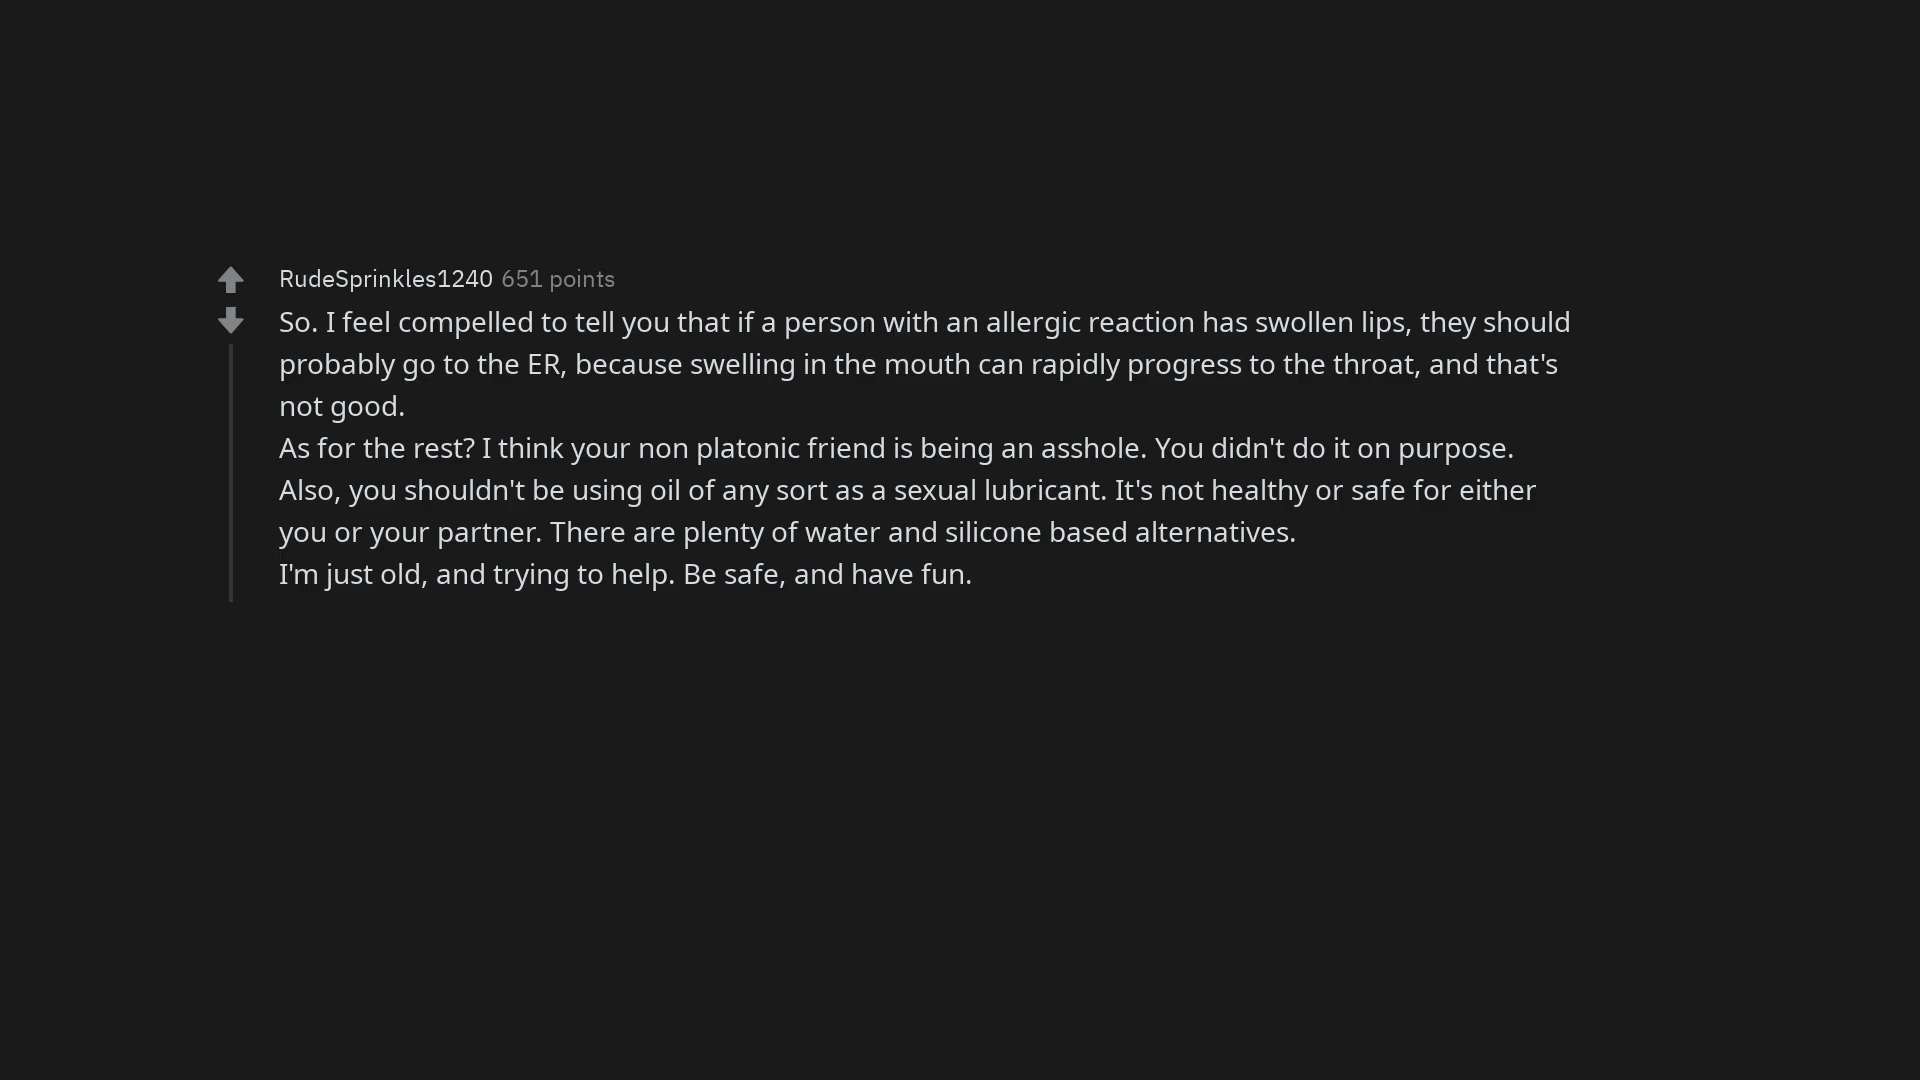 RudeSprinkles1240 651 points
So. I feel compelled to tell you that if a person with an allergic reaction has swollen lips, they should
probably go to the ER, because swelling in the mouth can rapidly progress to the throat, and that's
not good.
As for the rest? I think your non platonic friend is being an asshole. You didn't do it on purpose.
Also, you shouldn't be using oil of any sort as a sexual lubricant. It's not healthy or safe for either
you or your partner. There are plenty of water and silicone based alternatives.
I'm just old, and trying to help. Be safe, and have fun.